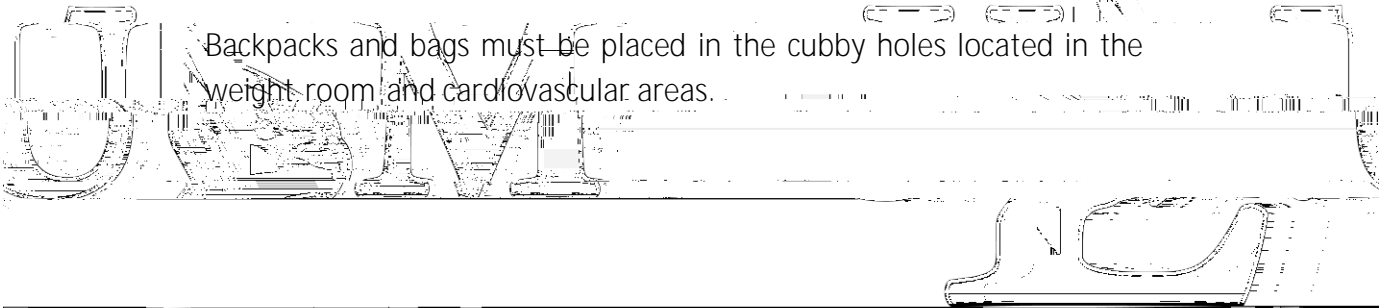 Backpacks and bags must be placed in the cubby holes located in the
weight room and cardiovascular areas.